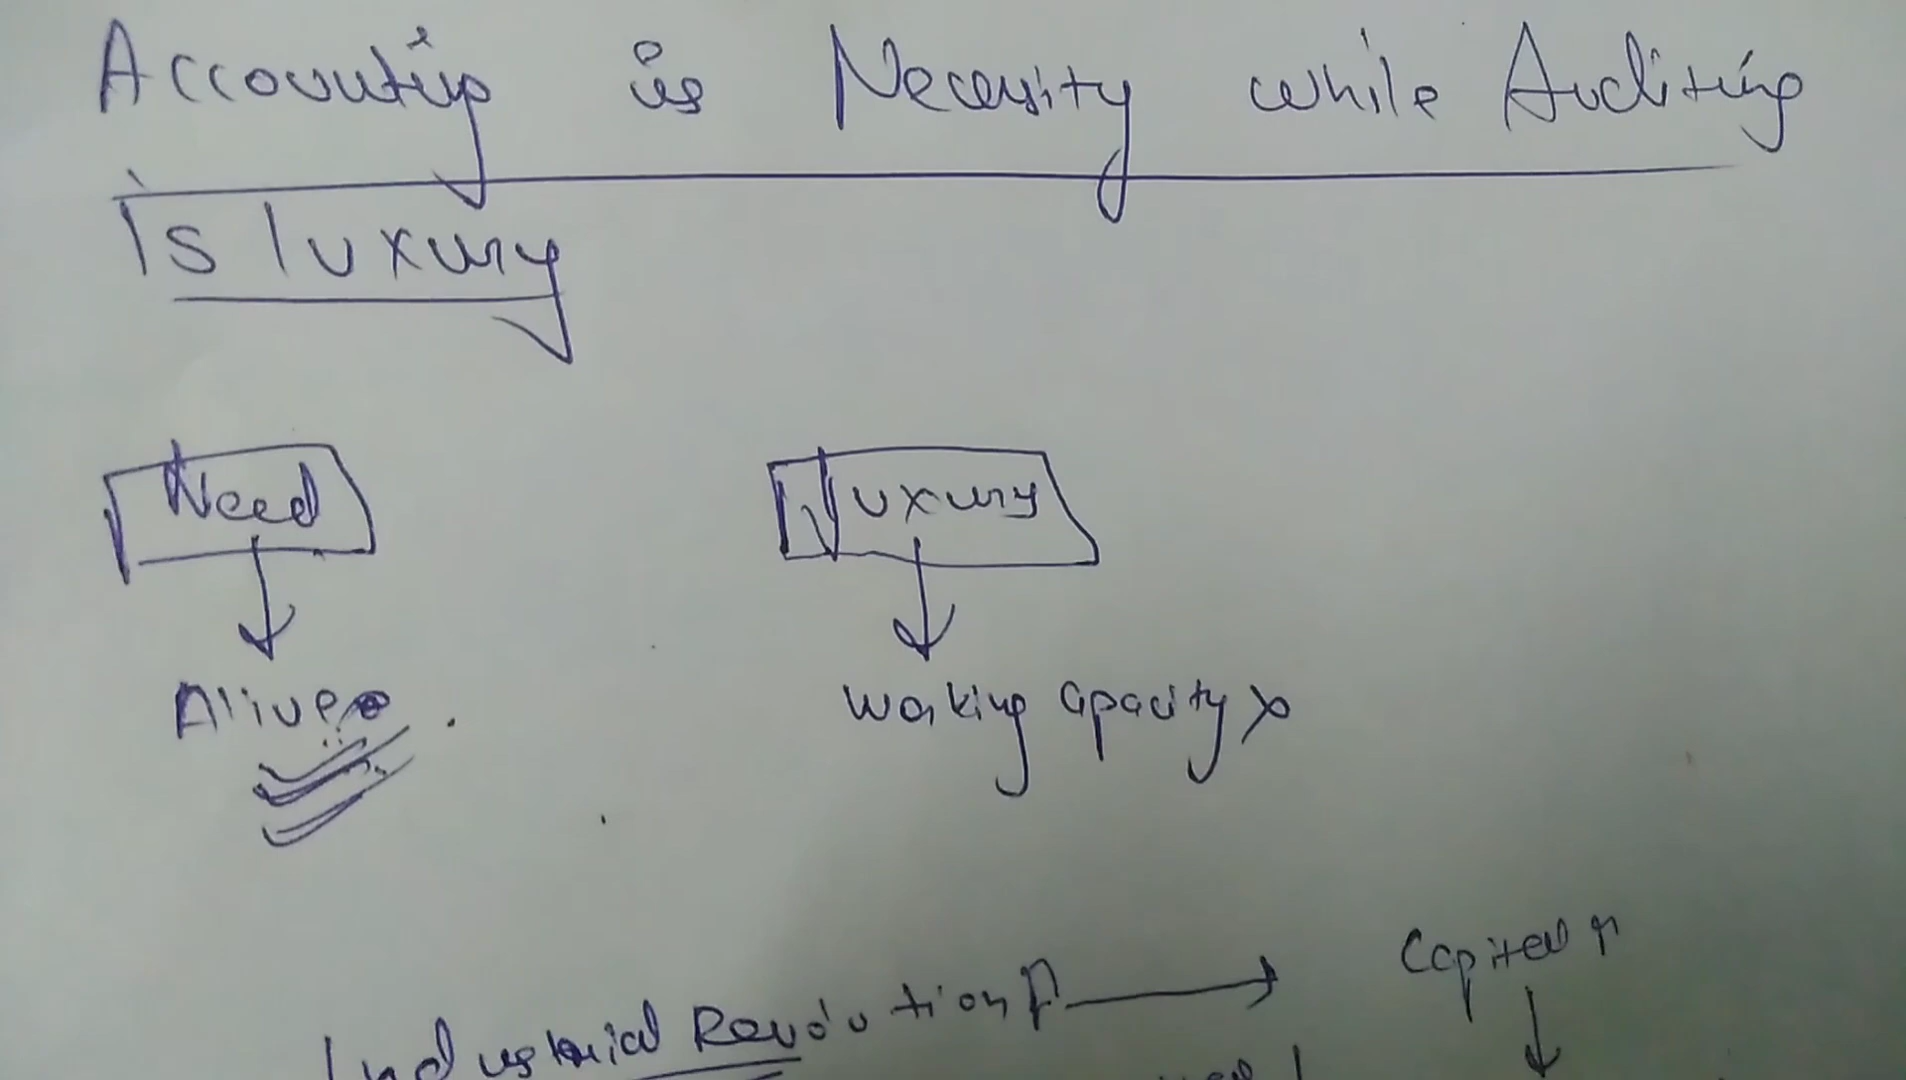 Accounting is Necessity while Auditing
is luxury
Need
Luxury
Alive
Working Capacity
Capital ↑
Industrial Revolution ↑ →